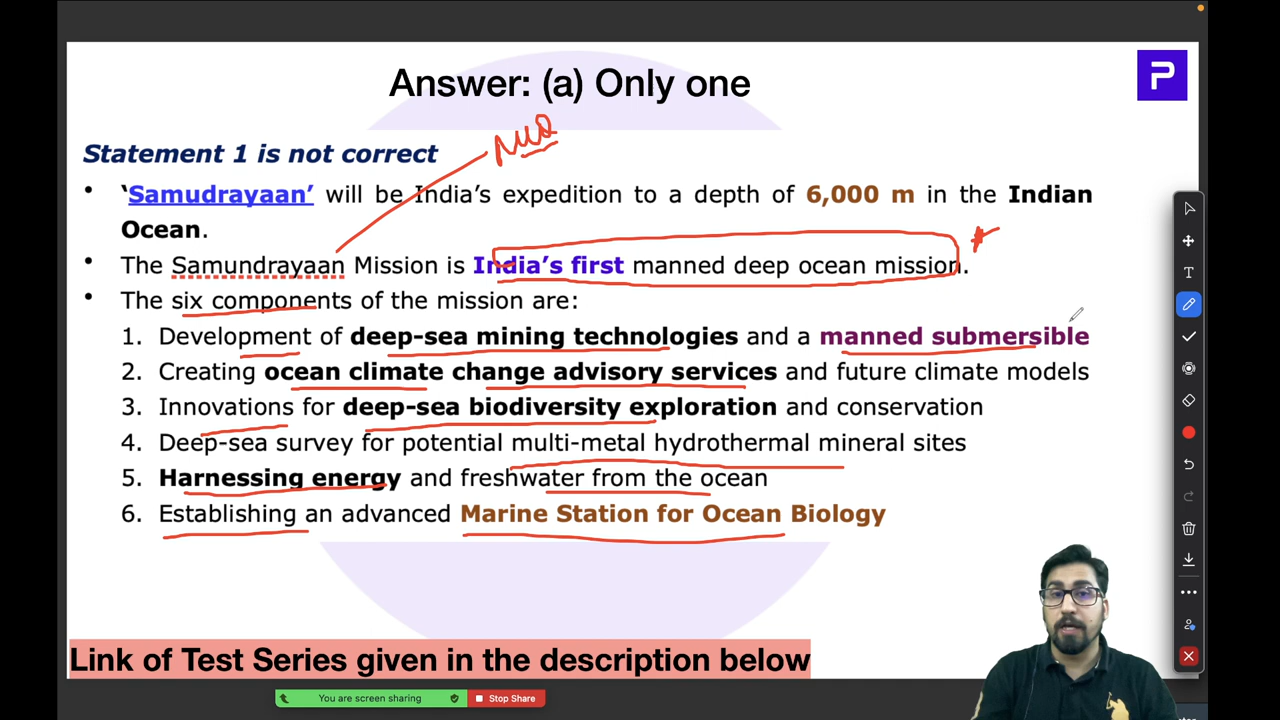 Answer: (a) Only one
P
Statement 1 is not correct
• ‘Samudrayaan’ will be India’s expedition to a depth of 6,000 m in the Indian
Ocean.
• The Samundrayaan Mission is India’s first manned deep ocean mission.
• The six components of the mission are:
1. Development of deep-sea mining technologies and a manned submersible
2. Creating ocean climate change advisory services and future climate models
3. Innovations for deep-sea biodiversity exploration and conservation
4. Deep-sea survey for potential multi-metal hydrothermal mineral sites
5. Harnessing energy and freshwater from the ocean
6. Establishing an advanced Marine Station for Ocean Biology
Link of Test Series given in the description below
You are screen sharing
Stop Share
T